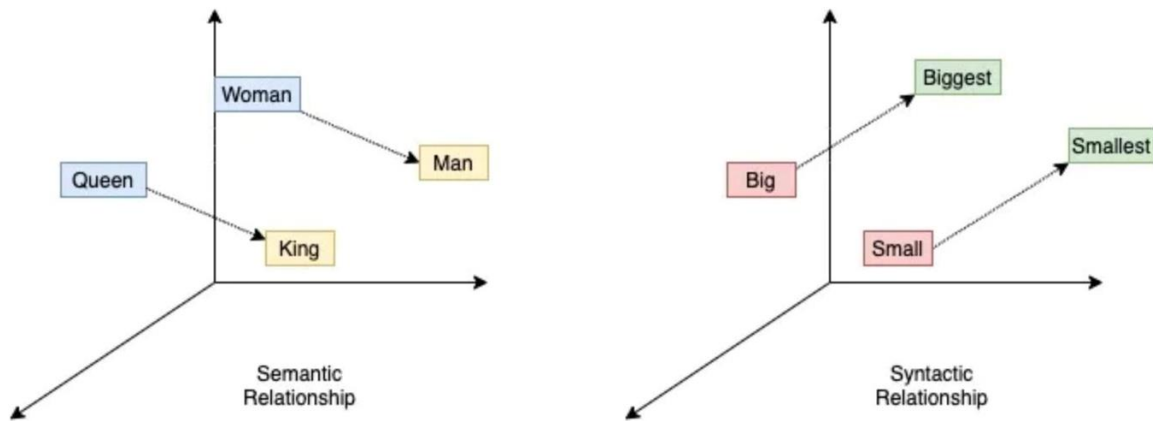 Woman
Man
Queen
King
Semantic
Relationship
Biggest
Smallest
Big
Small
Syntactic
Relationship